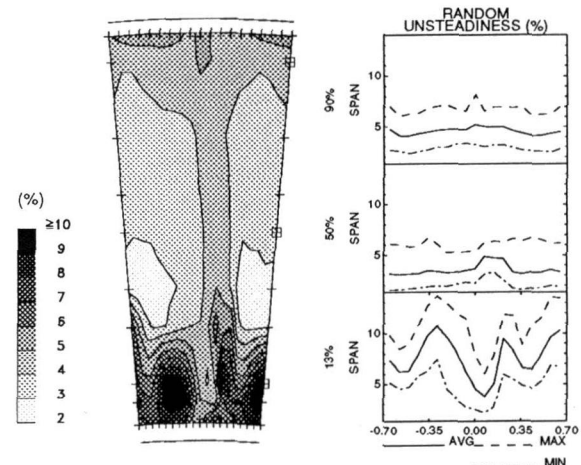 RANDOM
UNSTEADINESS (%)
(%)
≧10
9
8
7
6
5
4
3
2
90%
SPAN
10
5
50%
SPAN
10
5
13%
SPAN
10
5
-0.70 -0.35 0.00 0.35 0.70
AVG MAX
MIN